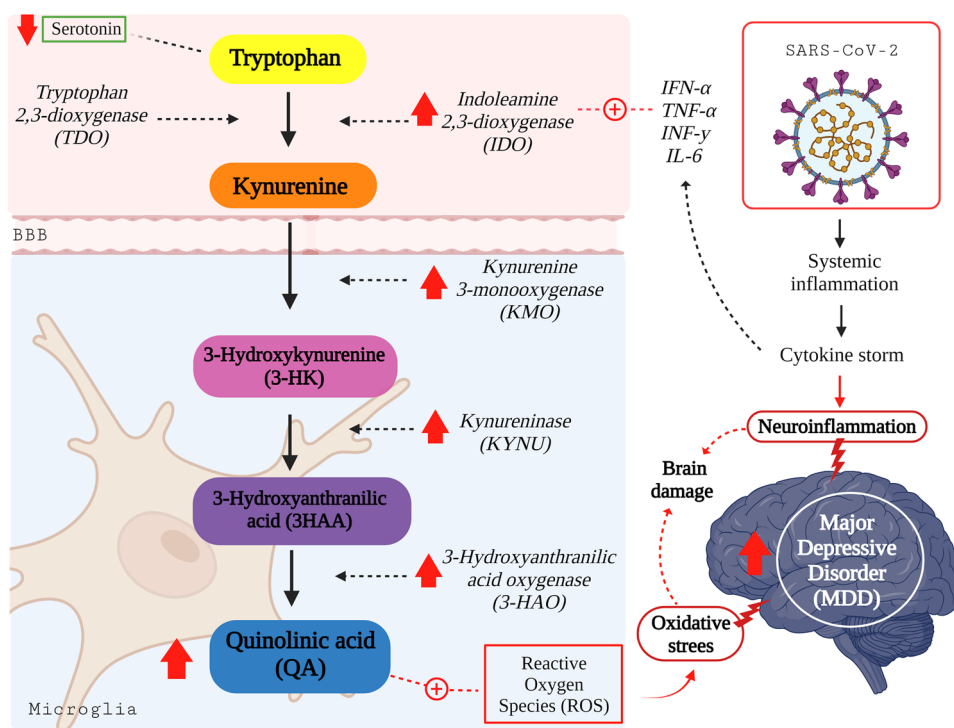 Serotonin
Tryptophan
Tryptophan
2,3-dioxygenase
(TDO)
Indoleamine
2,3-dioxygenase
(IDO)
+
IFN-α
TNF-α
INF-y
IL-6
SARS-CoV-2
Kynurenine
BBB
Kynurenine
3-monooxygenase
(KMO)
Systemic
inflammation
Cytokine storm
3-Hydroxykynurenine
(3-HK)
Kynureninase
(KYNU)
Neuroinflammation
Brain
damage
Major
Depressive
Disorder
(MDD)
3-Hydroxyanthranilic
acid (3HAA)
3-Hydroxyanthranilic
acid oxygenase
(3-HAO)
Oxidative
strees
Quinolinic acid
(QA)
+
Reactive
Oxygen
Species (ROS)
Microglia